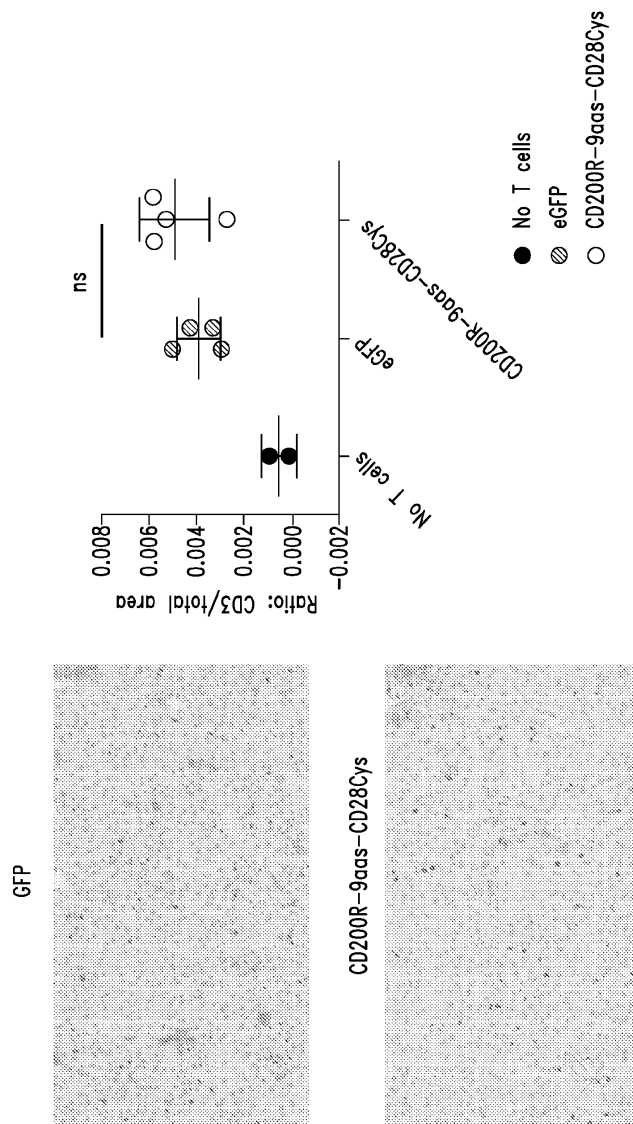 GFP
CD200R-9aas-CD28Cys
Ratio: CD3/total area
0.008
0.006
0.004
0.002
0.000
-0.002
ns
No T cells
eGFP
CD200R-9aas-CD28Cys
No T cells
eGFP
CD200R-9aas-CD28Cys